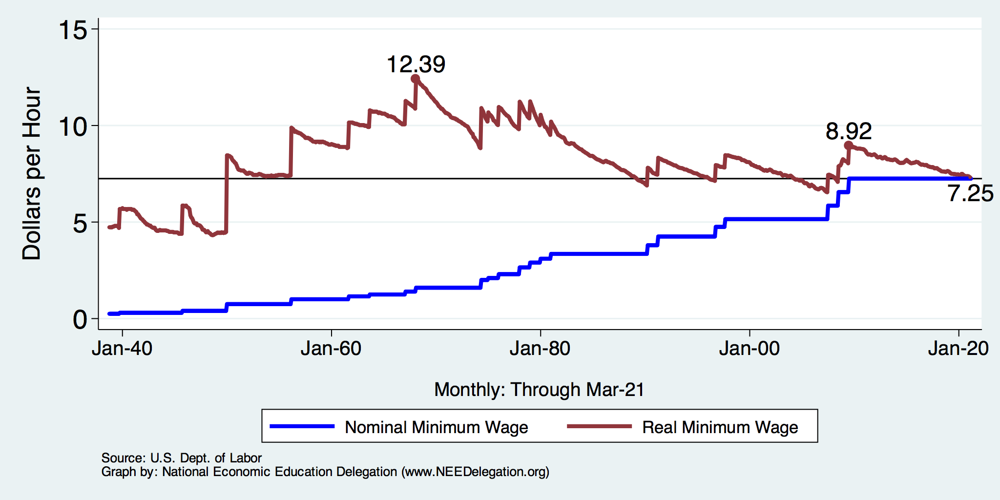 Dollars per Hour
15
10
5
0
12.39
8.92
7.25
Jan-40 Jan-60 Jan-80 Jan-00 Jan-20
Monthly: Through Mar-21
Nominal Minimum Wage Real Minimum Wage
Source: U.S. Dept. of Labor
Graph by: National Economic Education Delegation (www.NEEDelegation.org)